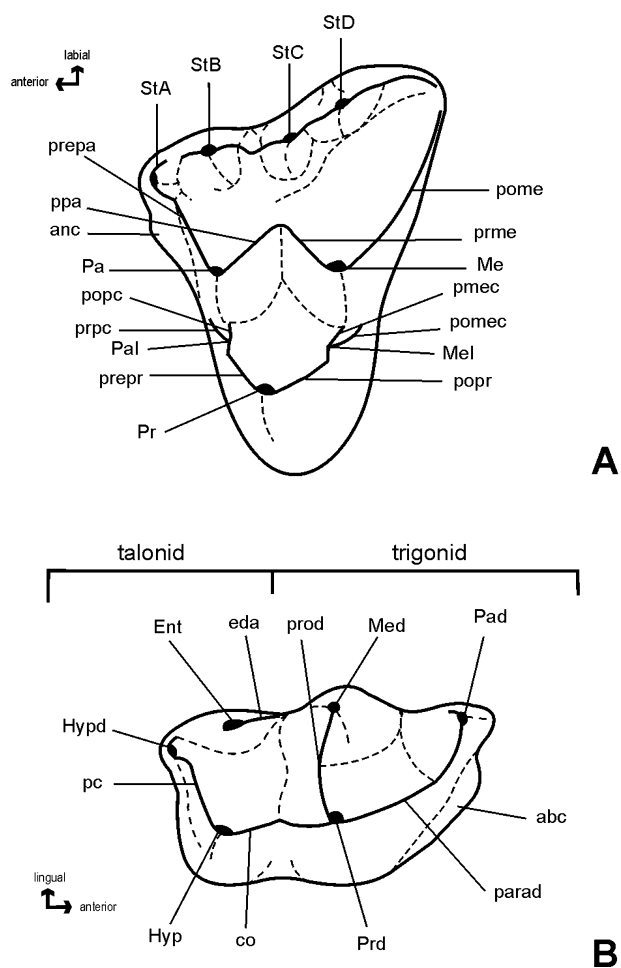 StD
labial
StC
anterior
StB
StA
prepa
pome
ppa
anc
prme
Pa
Me
popc
pmec
prpc
pomec
Pal
Mel
prepr
popr
Pr
A
talonid
trigonid
Ent
eda
prod
Med
Pad
Hypd
pc
abc
lingual
anterior
parad
Hyp
co
Prd
B